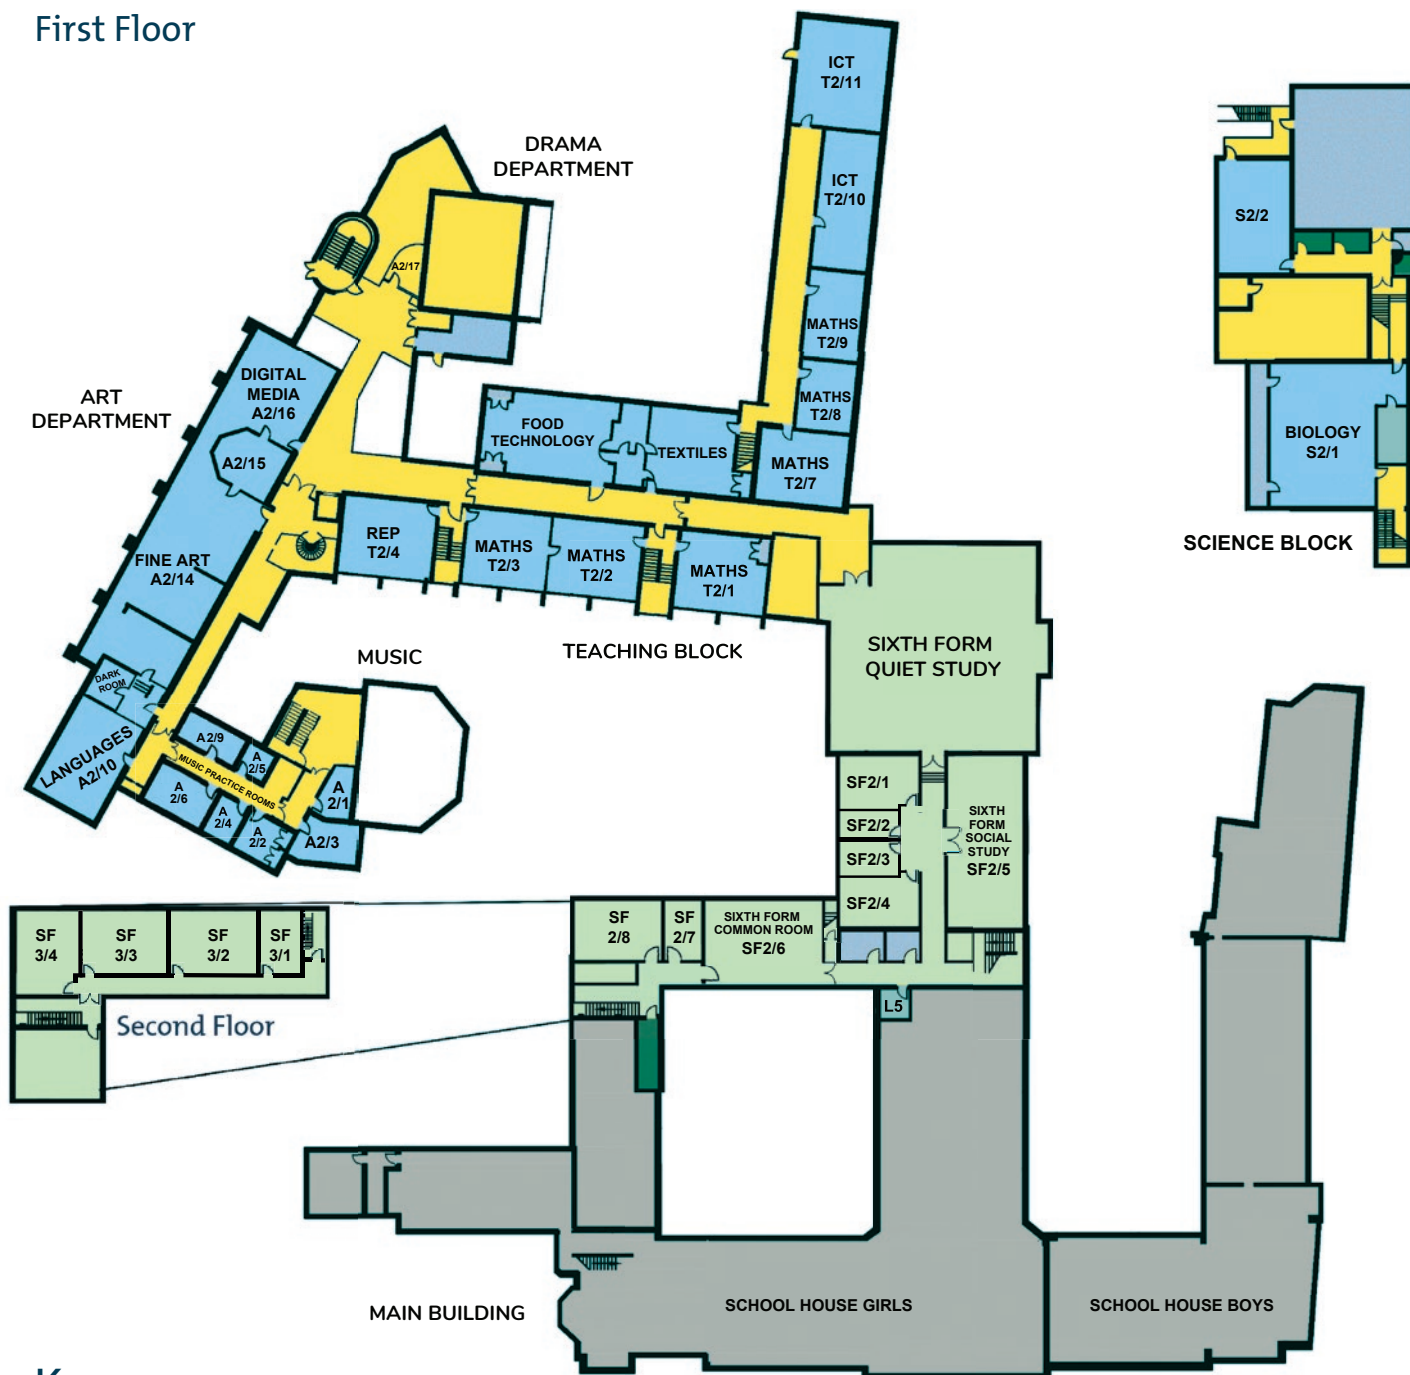 First Floor
ICT
T2/11
DRAMA
DEPARTMENT
ICT
T2/10
S2/2
A2/17
MATHS
T2/9
DIGITAL
MEDIA
A2/16
ART
DEPARTMENT
MATHS
T2/8
FOOD
TECHNOLOGY
TEXTILES
BIOLOGY
S2/1
A2/15
MATHS
T2/7
REP
T2/4
MATHS
T2/3
MATHS
T2/2
MATHS
T2/1
SCIENCE BLOCK
FINE ART
A2/14
TEACHING BLOCK
SIXTH FORM
QUIET STUDY
MUSIC
DARK
ROOM
LANGUAGES
A2/10
A2/9
A
2/5
MUSIC PRACTICE ROOMS
A
2/6
A
2/4
A
2/2
A
2/1
A2/3
SF2/1
SF2/2
SF2/3
SF2/4
SIXTH
FORM
SOCIAL
STUDY
SF2/5
SF
3/4
SF
3/3
SF
3/2
SF
3/1
SF
2/8
SF
2/7
SIXTH FORM
COMMON ROOM
SF2/6
L5
Second Floor
MAIN BUILDING
SCHOOL HOUSE GIRLS
SCHOOL HOUSE BOYS